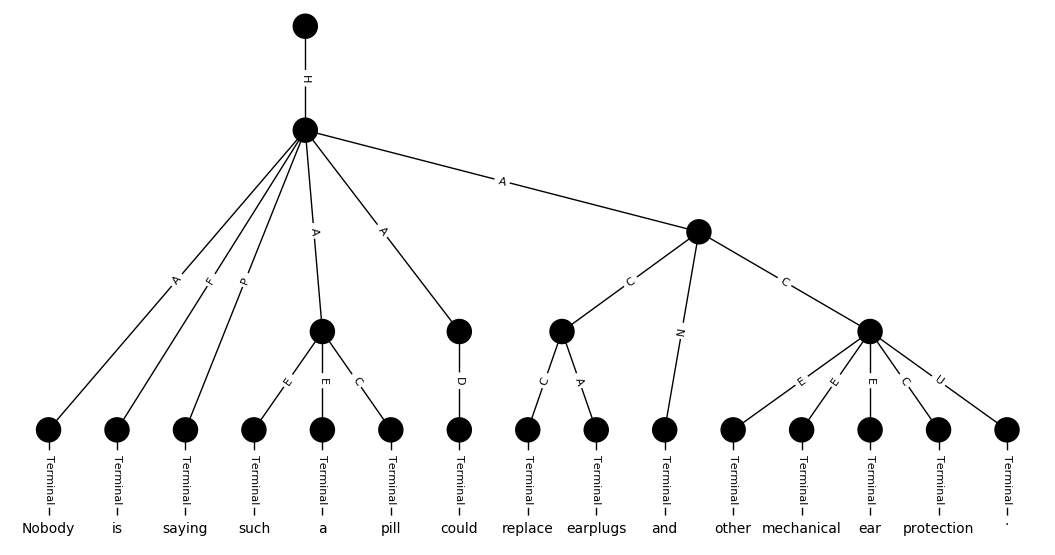 H
A
A A
A F P C C
N
E E C D C A E E E C U
Terminal Terminal Terminal Terminal Terminal Terminal Terminal Terminal Terminal Terminal Terminal Terminal Terminal Terminal Terminal
Nobody is saying such a pill could replace earplugs and other mechanical ear protection .